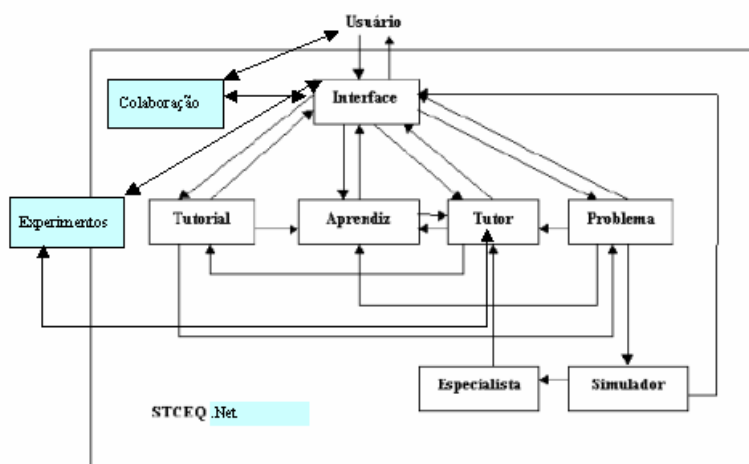 Usuário
Colaboração
Interface
Experimentos
Tutorial
Aprendiz
Tutor
Problema
Especialista
Simulador
STCEQ .Net